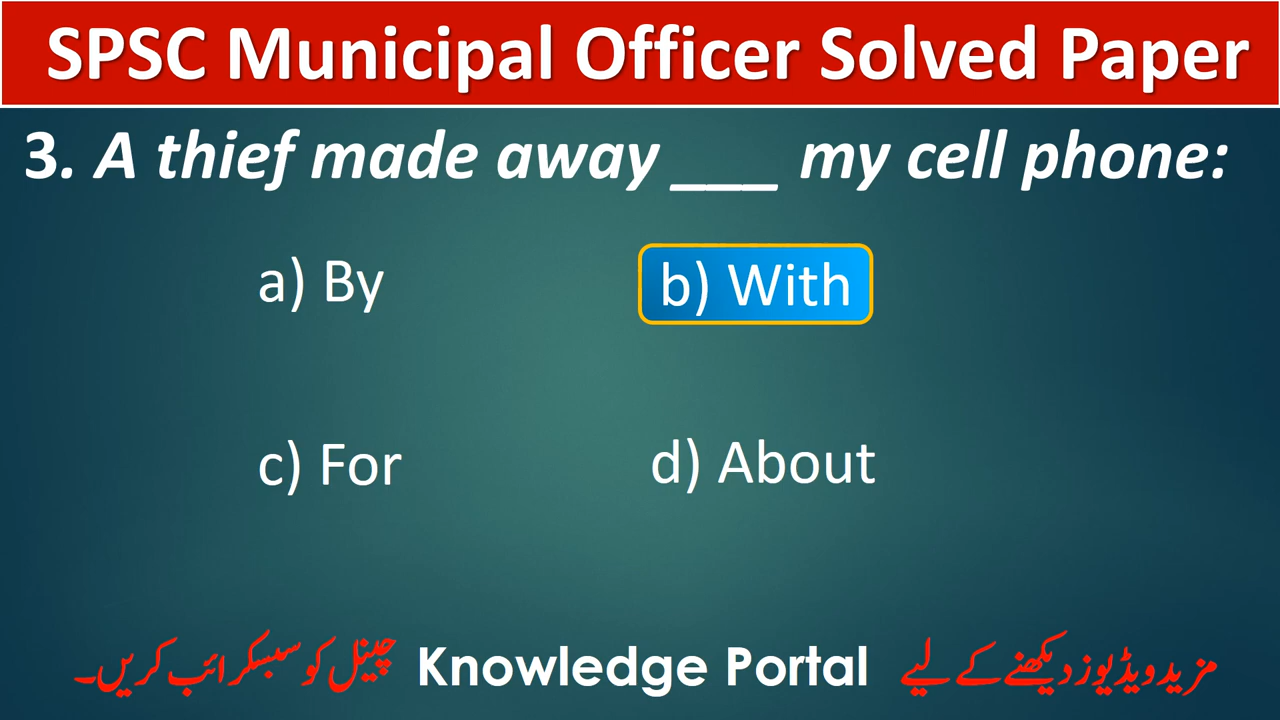 SPSC Municipal Officer Solved Paper
3. A thief made away ___ my cell phone:
a) By
b) With
c) For
d) About
مزید ویڈیوز دیکھنے کے لیے Knowledge Portal چینل کو سبسکرائب کریں۔